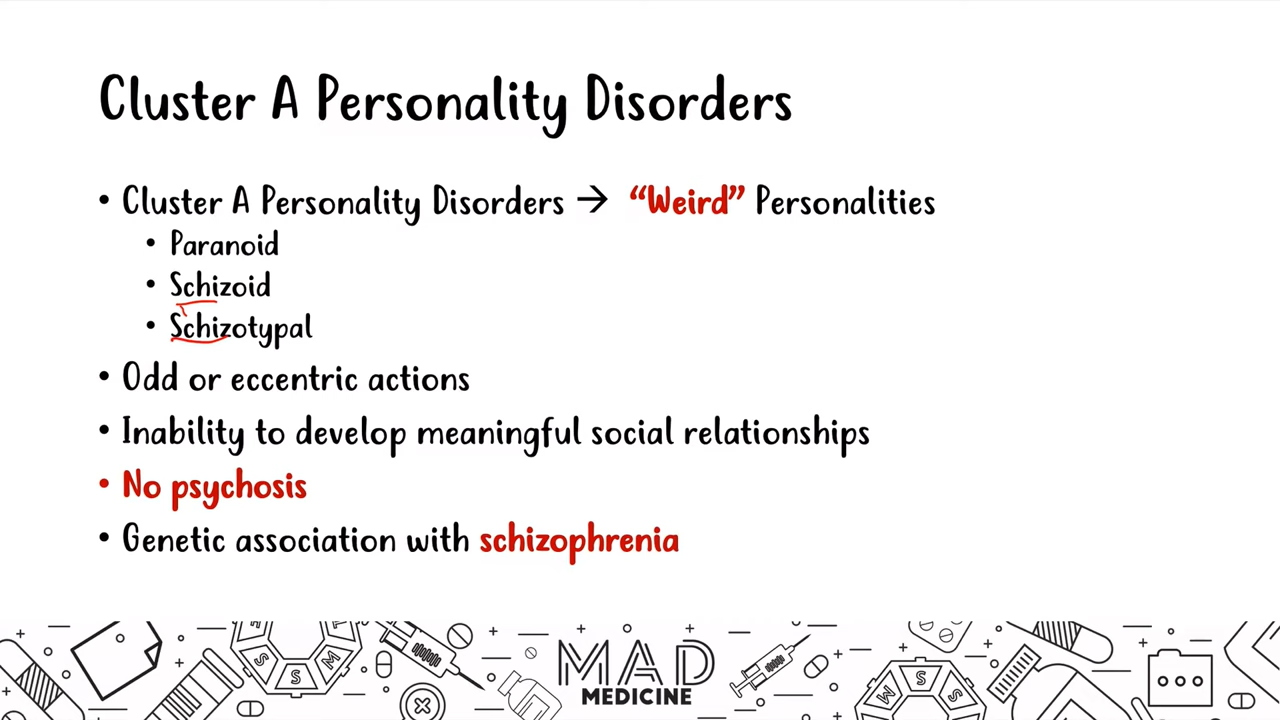 Cluster A Personality Disorders
• Cluster A Personality Disorders → “Weird” Personalities
• Paranoid
• Schizoid
• Schizotypal
• Odd or eccentric actions
• Inability to develop meaningful social relationships
• No psychosis
• Genetic association with schizophrenia
S S M
M S S
MAD
MEDICINE